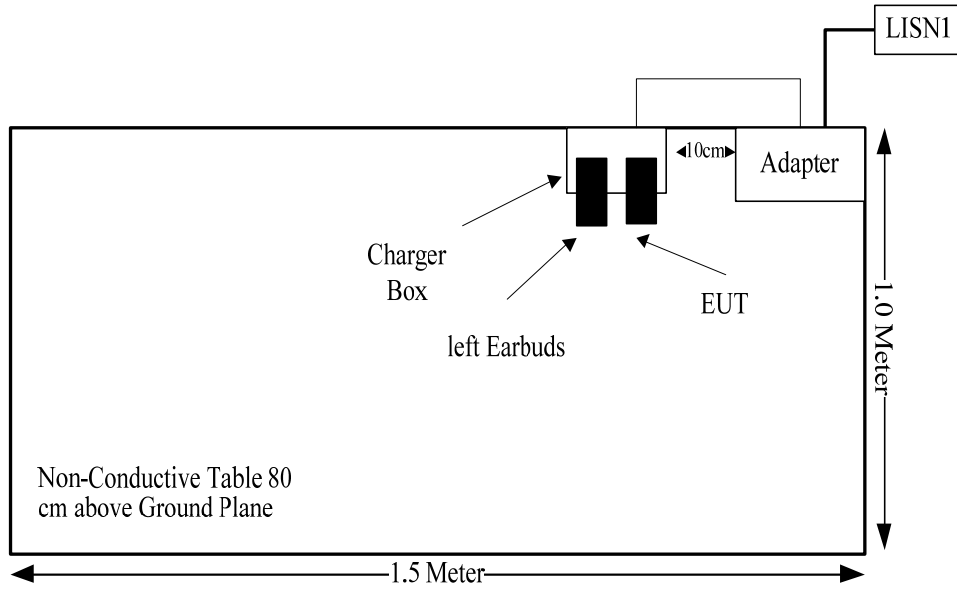 LISN1
10cm
Adapter
Charger
Box
EUT
left Earbuds
1.0 Meter
Non-Conductive Table 80
cm above Ground Plane
1.5 Meter